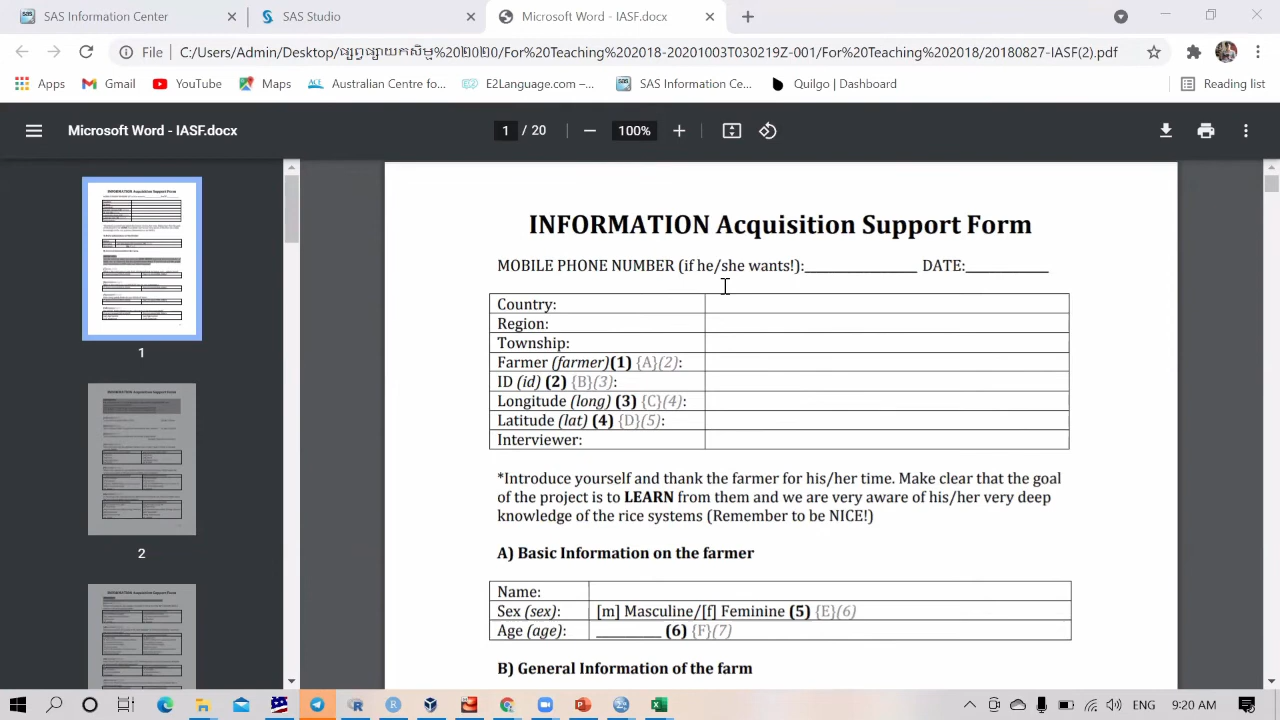 SAS Information Center
SAS Studio
Microsoft Word - IASF.docx
File
C:/Users/Admin/Desktop/
/For%20Teaching%202018-20201003T030219Z-001/For%20Teaching%202018/20180827-IASF(2).pdf
Apps
Gmail
YouTube
Maps
Australian Centre fo...
E2Language.com –...
SAS Information Ce...
Quilgo | Dashboard
Reading list
Microsoft Word - IASF.docx
1 / 20
100%
1
2
INFORMATION Acquisition Support Form
MOBILE PHONE NUMBER (if he/she wants!):______________ DATE:__________
Country:
Region:
Township:
Farmer (farmer)(1) {A}(2):
ID (id) (2) {B}(3):
Longitude (long) (3) {C}(4):
Latitude (lat) (4) {D}(5):
Interviewer:
*Introduce yourself and thank the farmer for his/her time. Make clear that the goal
of the project is to LEARN from them and we are very aware of his/her very deep
knowledge of the rice systems (Remember to be NICE!)
A) Basic Information on the farmer
Name:
Sex (sex): [m] Masculine/[f] Feminine (5) {E}(6)
Age (age): ________ (6) {F}(7)
B) General Information of the farm
ENG
9:20 AM